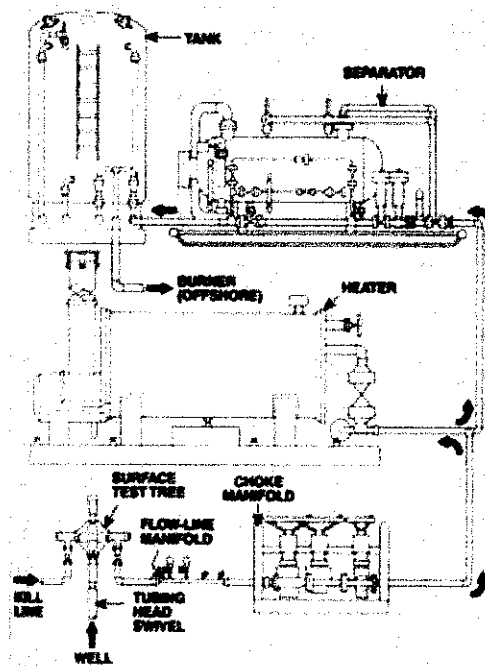 TANK
SEPARATOR
BURNER
(OFFSHORE)
HEATER
SURFACE
TEST TREE
CHOKE
MANIFOLD
FLOW-LINE
MANIFOLD
KILL
LINE
TUBING
HEAD
SWIVEL
WELL